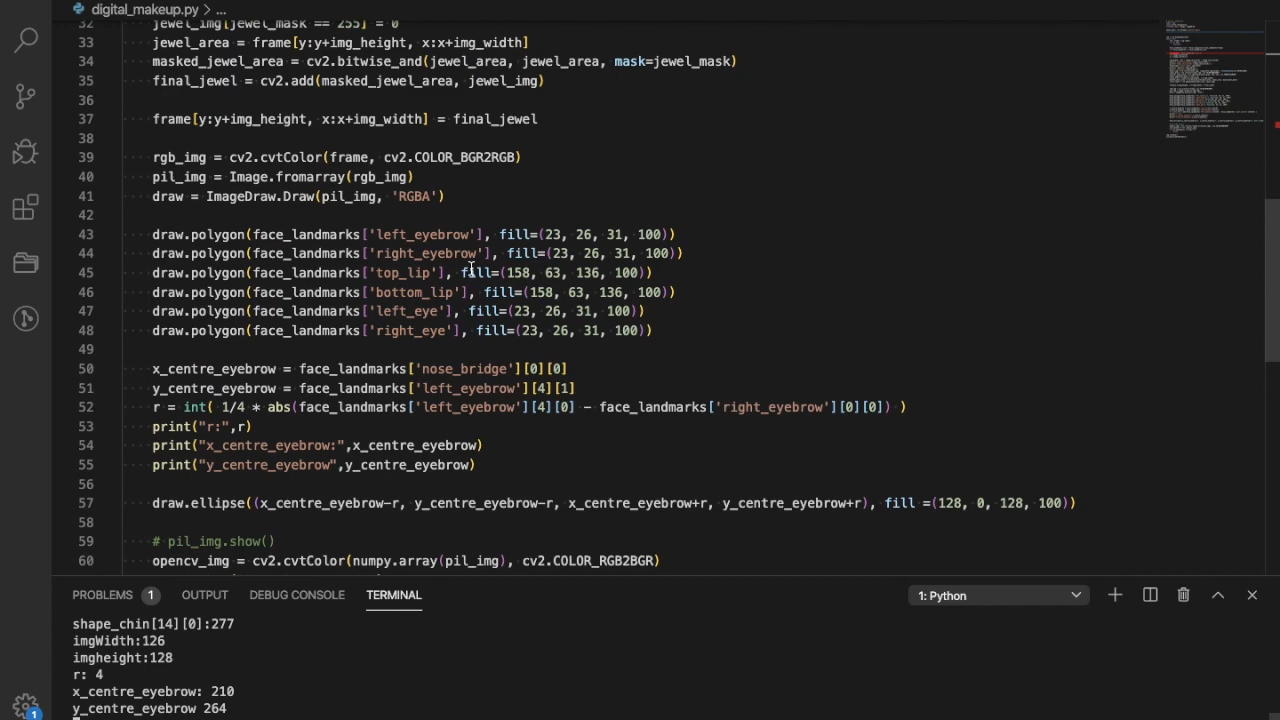 digital_makeup.py > ...
32 jewel_img[jewel_mask == 255] = 0
33 jewel_area = frame[y:y+img_height, x:x+img_width]
34 masked_jewel_area = cv2.bitwise_and(jewel_area, jewel_area, mask=jewel_mask)
35 final_jewel = cv2.add(masked_jewel_area, jewel_img)
36
37 frame[y:y+img_height, x:x+img_width] = final_jewel
38
39 rgb_img = cv2.cvtColor(frame, cv2.COLOR_BGR2RGB)
40 pil_img = Image.fromarray(rgb_img)
41 draw = ImageDraw.Draw(pil_img, 'RGBA')
42
43 draw.polygon(face_landmarks['left_eyebrow'], fill=(23, 26, 31, 100))
44 draw.polygon(face_landmarks['right_eyebrow'], fill=(23, 26, 31, 100))
45 draw.polygon(face_landmarks['top_lip'], fill=(158, 63, 136, 100))
46 draw.polygon(face_landmarks['bottom_lip'], fill=(158, 63, 136, 100))
47 draw.polygon(face_landmarks['left_eye'], fill=(23, 26, 31, 100))
48 draw.polygon(face_landmarks['right_eye'], fill=(23, 26, 31, 100))
49
50 x_centre_eyebrow = face_landmarks['nose_bridge'][0][0]
51 y_centre_eyebrow = face_landmarks['left_eyebrow'][4][1]
52 r = int( 1/4 * abs(face_landmarks['left_eyebrow'][4][0] - face_landmarks['right_eyebrow'][0][0]) )
53 print("r:",r)
54 print("x_centre_eyebrow:",x_centre_eyebrow)
55 print("y_centre_eyebrow",y_centre_eyebrow)
56
57 draw.ellipse((x_centre_eyebrow-r, y_centre_eyebrow-r, x_centre_eyebrow+r, y_centre_eyebrow+r), fill =(128, 0, 128, 100))
58
59 # pil_img.show()
60 opencv_img = cv2.cvtColor(numpy.array(pil_img), cv2.COLOR_RGB2BGR)
PROBLEMS 1 OUTPUT DEBUG CONSOLE TERMINAL 1: Python
shape_chin[14][0]:277
imgWidth:126
imgheight:128
r: 4
x_centre_eyebrow: 210
y_centre_eyebrow 264
1